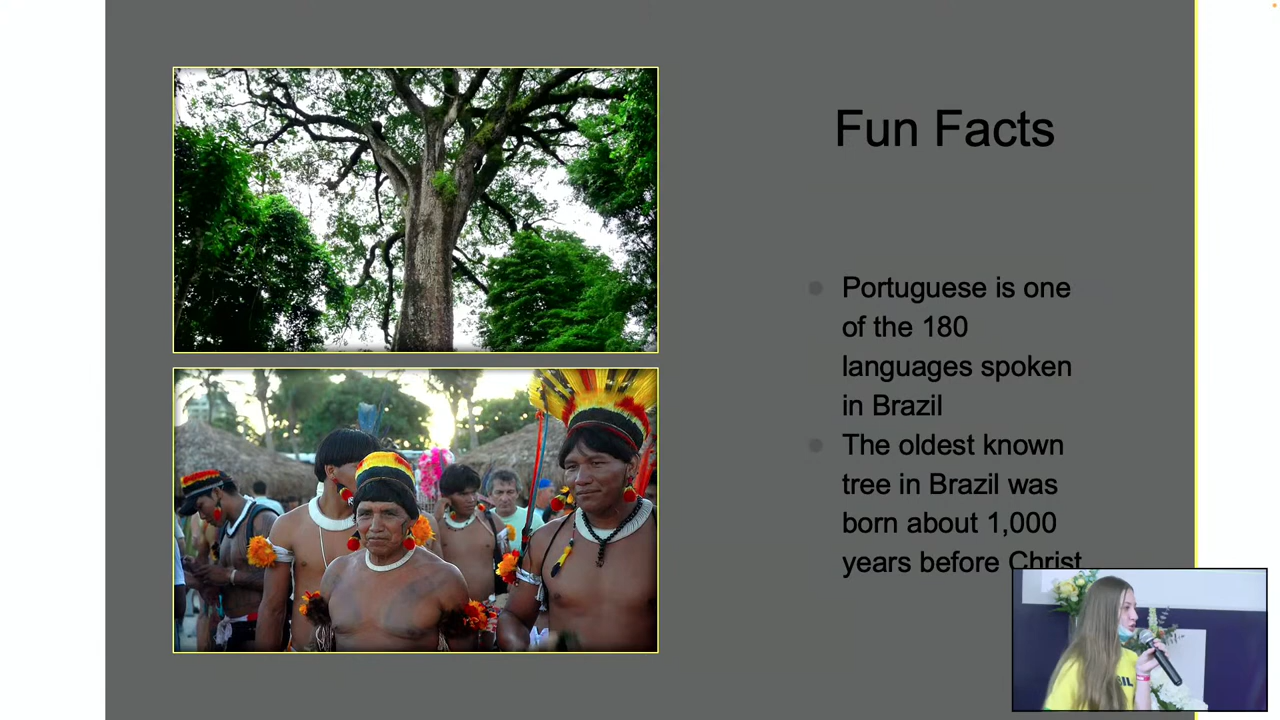 Fun Facts
Portuguese is one
of the 180
languages spoken
in Brazil
The oldest known
tree in Brazil was
born about 1,000
years before Christ